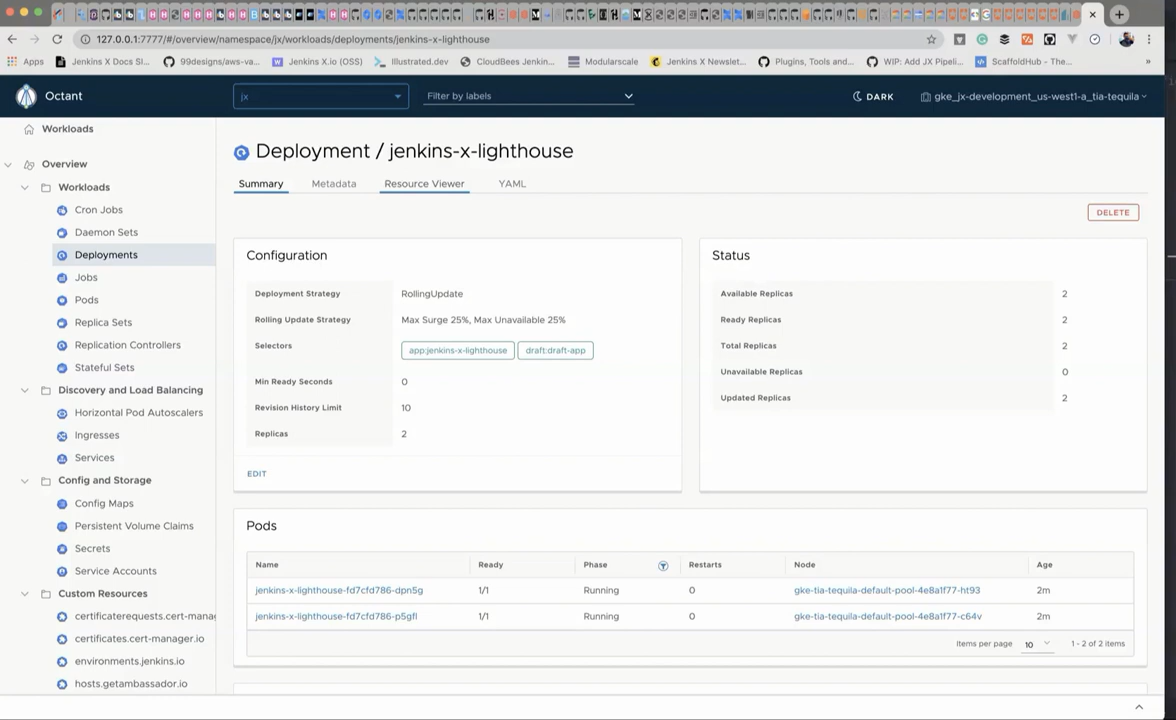 127.0.0.1:7777/#/overview/namespace/jx/workloads/deployments/jenkins-x-lighthouse
Apps Jenkins X Docs Sl... 99designs/aws-va... Jenkins X.io (OSS) Illustrated.dev CloudBees Jenkin... Modularscale Jenkins X Newslet... Plugins, Tools and... WIP: Add JX Pipeli... ScaffoldHub - The... »
Octant jx Filter by labels DARK gke_jx-development_us-west1-a_tia-tequila
Workloads
Overview
Workloads
Cron Jobs
Daemon Sets
Deployments
Jobs
Pods
Replica Sets
Replication Controllers
Stateful Sets
Discovery and Load Balancing
Horizontal Pod Autoscalers
Ingresses
Services
Config and Storage
Config Maps
Persistent Volume Claims
Secrets
Service Accounts
Custom Resources
certificaterequests.cert-manag
certificates.cert-manager.io
environments.jenkins.io
hosts.getambassador.io
Deployment / jenkins-x-lighthouse
Summary Metadata Resource Viewer YAML
DELETE
Configuration
Deployment Strategy RollingUpdate
Rolling Update Strategy Max Surge 25%, Max Unavailable 25%
Selectors app:jenkins-x-lighthouse draft:draft-app
Min Ready Seconds 0
Revision History Limit 10
Replicas 2
EDIT
Status
Available Replicas 2
Ready Replicas 2
Total Replicas 2
Unavailable Replicas 0
Updated Replicas 2
Pods
Name Ready Phase Restarts Node Age
jenkins-x-lighthouse-fd7cfd786-dpn5g 1/1 Running 0 gke-tia-tequila-default-pool-4e8a1f77-ht93 2m
jenkins-x-lighthouse-fd7cfd786-p5gfl 1/1 Running 0 gke-tia-tequila-default-pool-4e8a1f77-c64v 2m
Items per page 10 1 - 2 of 2 items